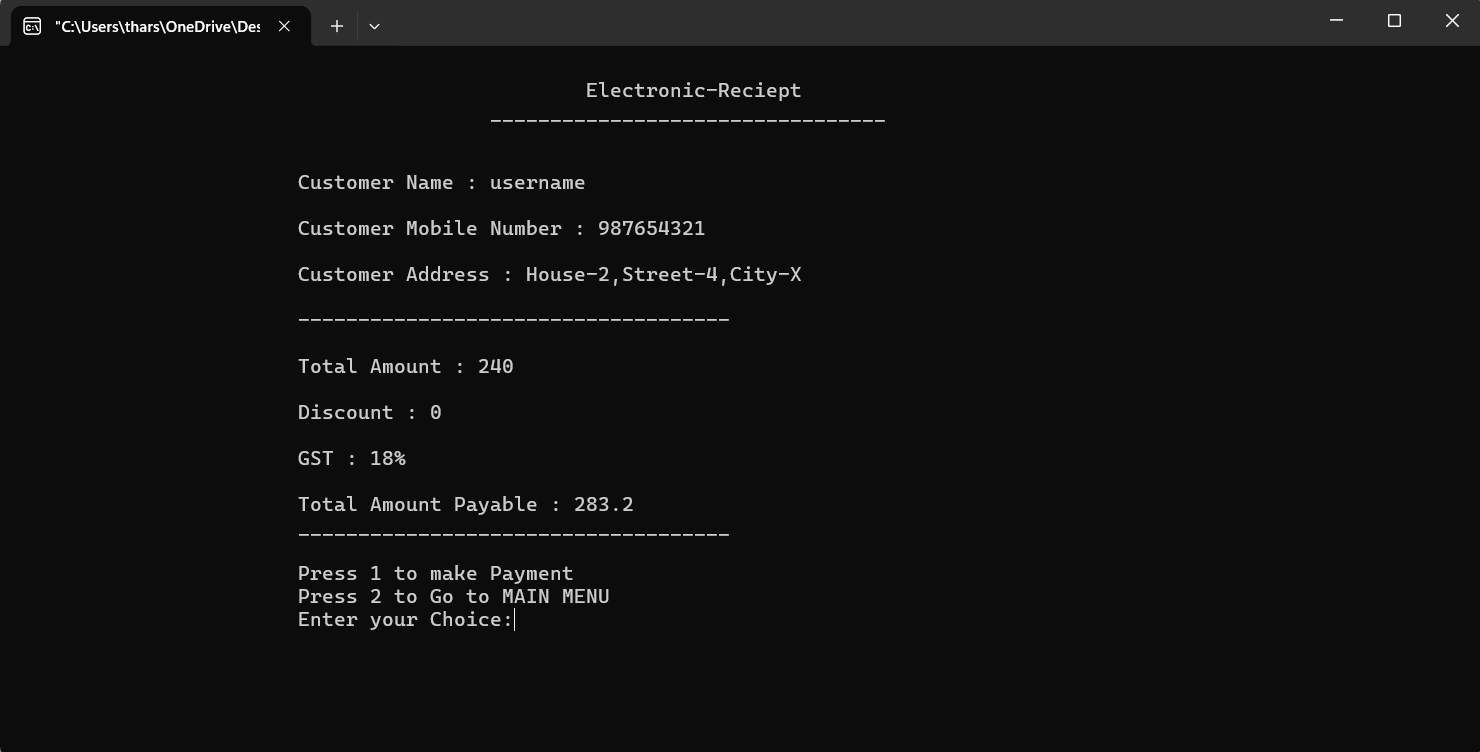 "C:\Users\thars\OneDrive\Des
Electronic-Reciept
---------------------------------
Customer Name : username
Customer Mobile Number : 987654321
Customer Address : House-2,Street-4,City-X
------------------------------------
Total Amount : 240
Discount : 0
GST : 18%
Total Amount Payable : 283.2
------------------------------------
Press 1 to make Payment
Press 2 to Go to MAIN MENU
Enter your Choice: